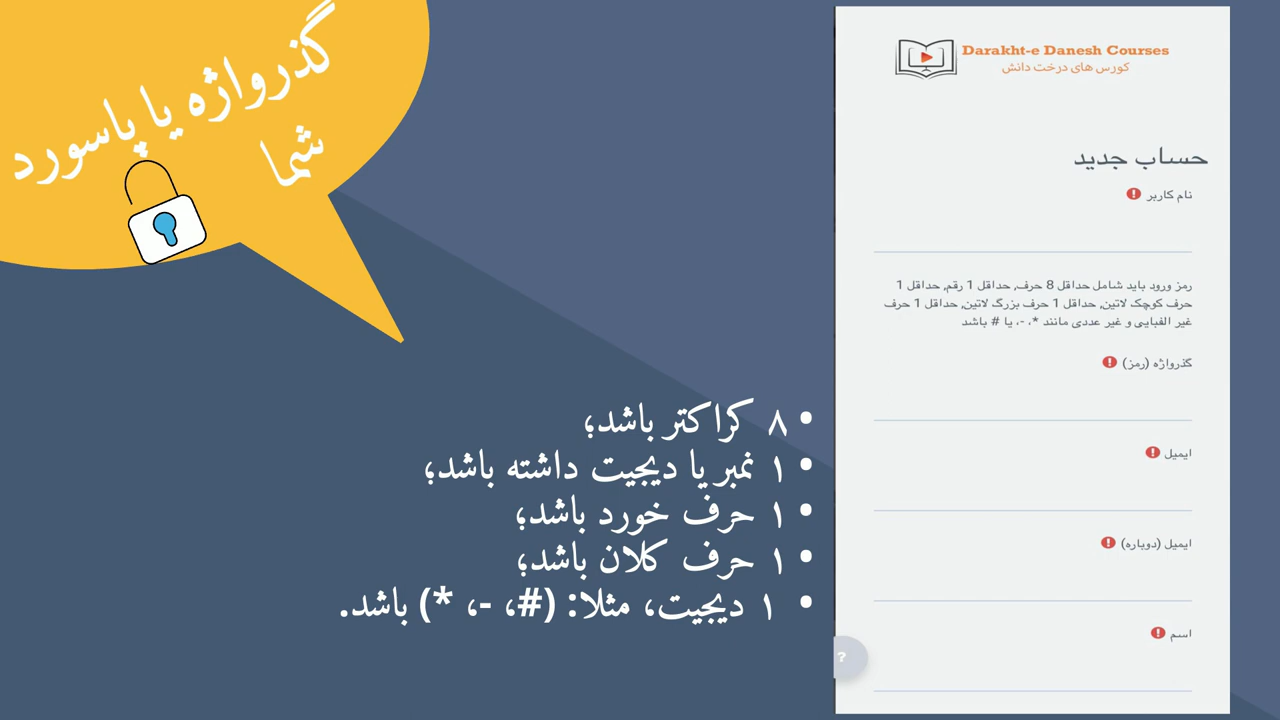 گذرواژه یا پاسورد
شما
• ۸ کراکتر باشد؛
• ۱ نمبر یا دیجیت داشته باشد؛
• ۱ حرف خورد باشد؛
• ۱ حرف کلان باشد؛
• ۱ دیجیت، مثلا: (#، -، *) باشد.
Darakht-e Danesh Courses
کورس های درخت دانش
حساب جدید
نام کاربر
رمز ورود باید شامل حداقل 8 حرف, حداقل 1 رقم, حداقل 1
حرف کوچک لاتین, حداقل 1 حرف بزرگ لاتین, حداقل 1 حرف
غیر الفبایی و غیر عددی مانند *، -، یا # باشد
گذرواژه (رمز)
ایمیل
ایمیل (دوباره)
اسم
?